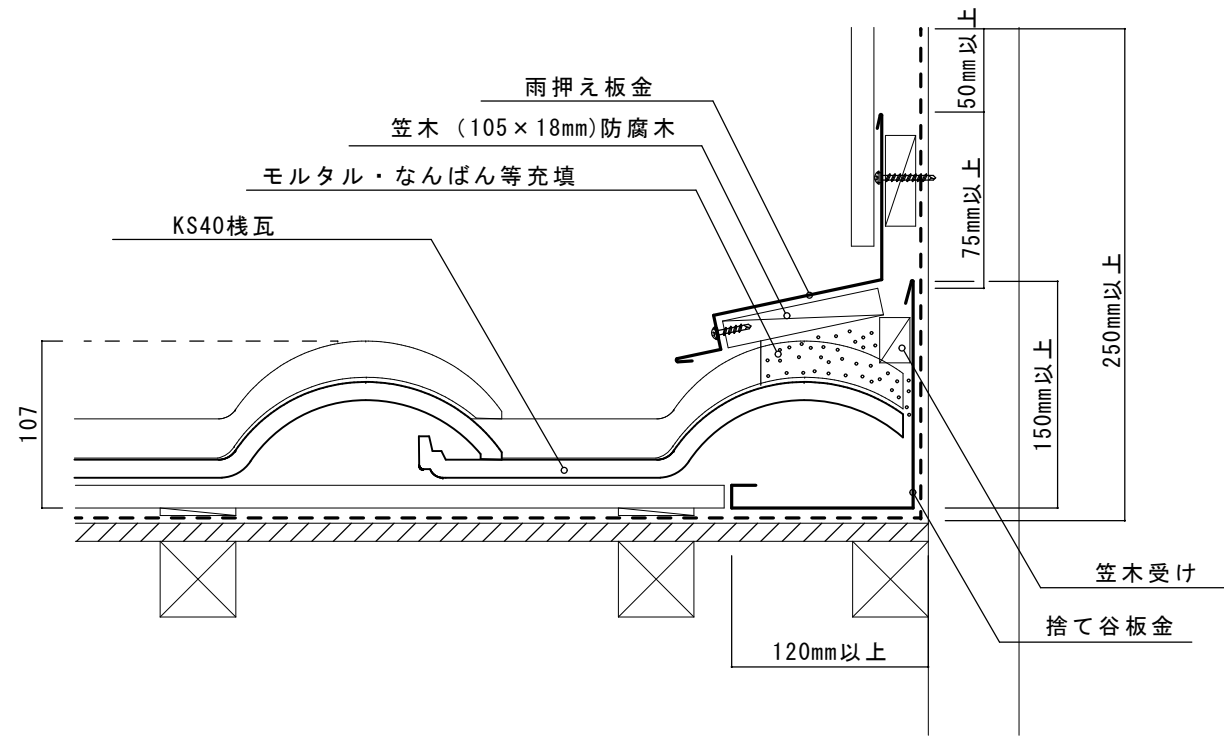 雨押え板金
笠木 (105×18mm)防腐木
モルタル・なんばん等充填
KS40桟瓦
50mm以上
75mm以上
250mm以上
150mm以上
107
笠木受け
捨て谷板金
120mm以上